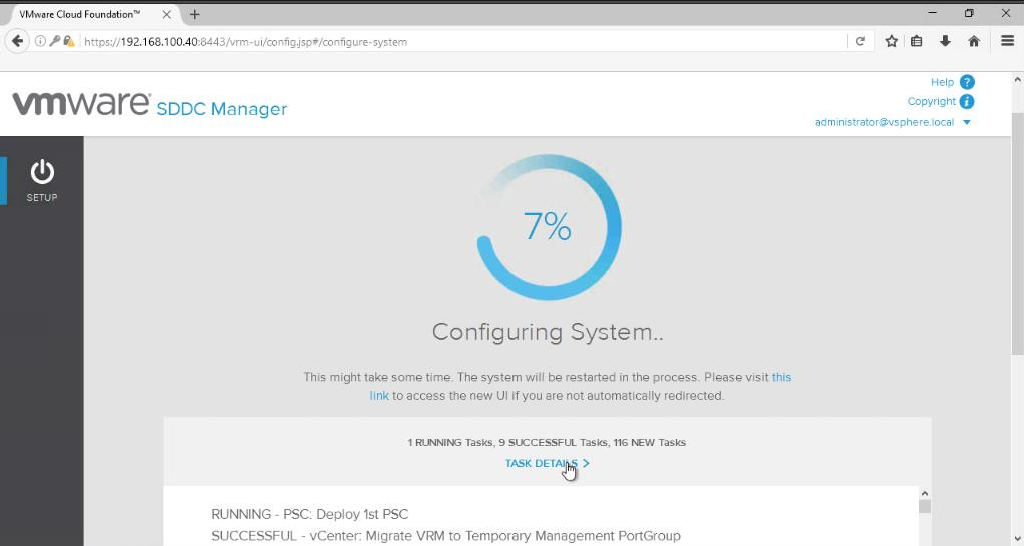 VMware Cloud Foundation™
https://192.168.100.40:8443/vrm-ui/config.jsp#/configure-system
vmware SDDC Manager
Help ?
Copyright i
administrator@vsphere.local
SETUP
7%
Configuring System..
This might take some time. The system will be restarted in the process. Please visit this
link to access the new UI if you are not automatically redirected.
1 RUNNING Tasks, 9 SUCCESSFUL Tasks, 116 NEW Tasks
TASK DETAILS >
RUNNING - PSC: Deploy 1st PSC
SUCCESSFUL - vCenter: Migrate VRM to Temporary Management PortGroup